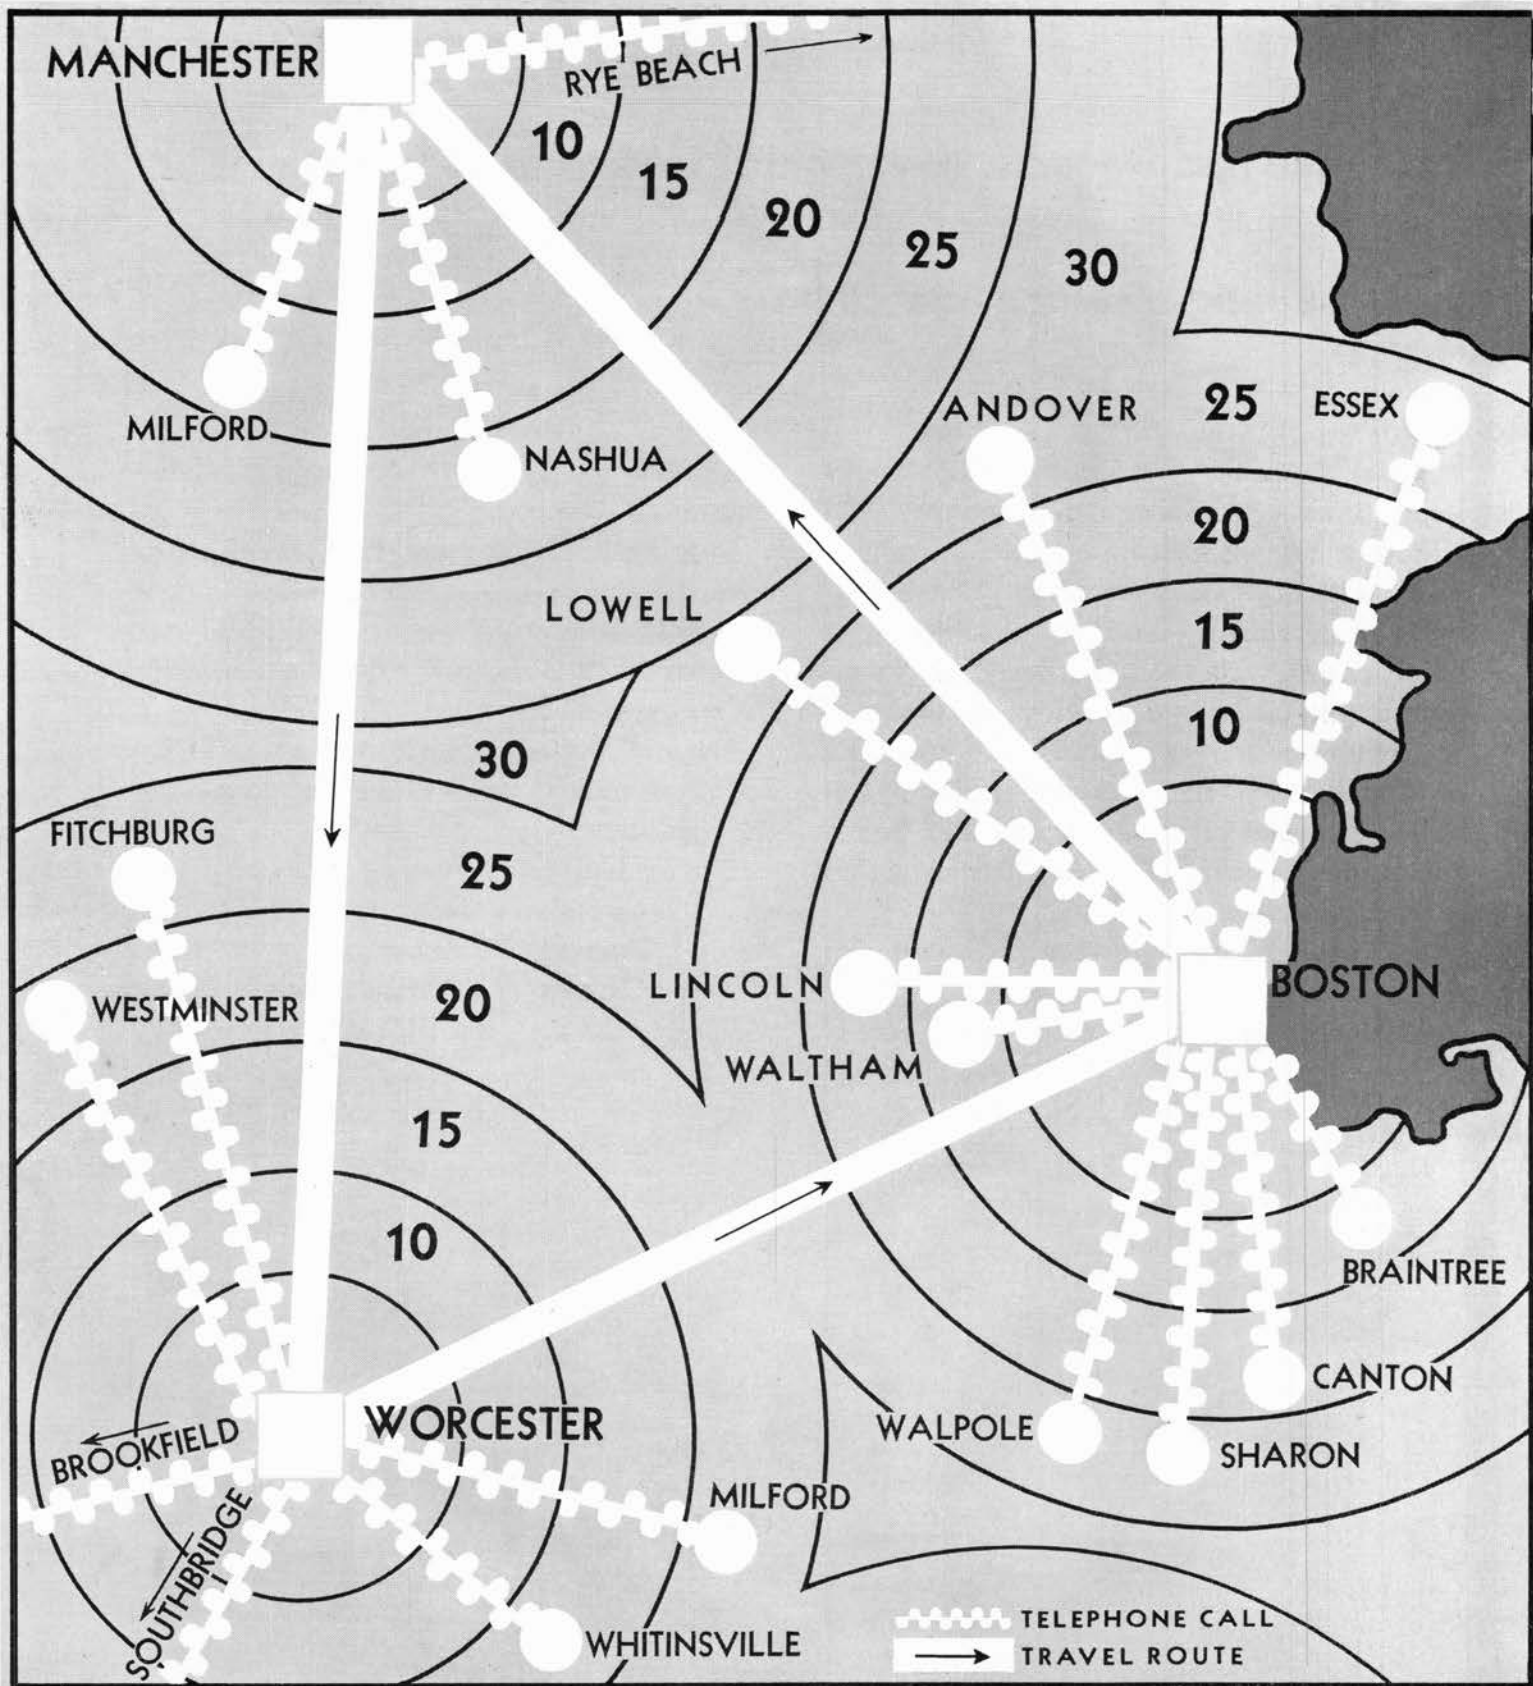 MANCHESTER
RYE BEACH
10
15
20
25
30
MILFORD
NASHUA
ANDOVER
25
ESSEX
20
LOWELL
15
10
30
FITCHBURG
25
LINCOLN
BOSTON
WESTMINSTER
20
WALTHAM
15
10
BRAINTREE
CANTON
WORCESTER
WALPOLE
BROOKFIELD
SHARON
MILFORD
SOUTHBRIDGE
TELEPHONE CALL
WHITINSVILLE
TRAVEL ROUTE